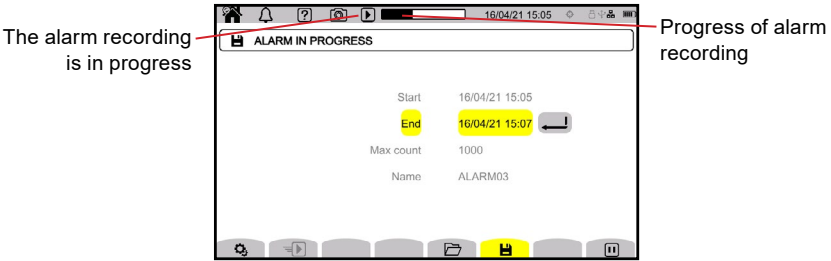 The alarm recording
is in progress
?
16/04/21 15:05
Progress of alarm
recording
ALARM IN PROGRESS
Start 16/04/21 15:05
End 16/04/21 15:07
Max count 1000
Name ALARM03